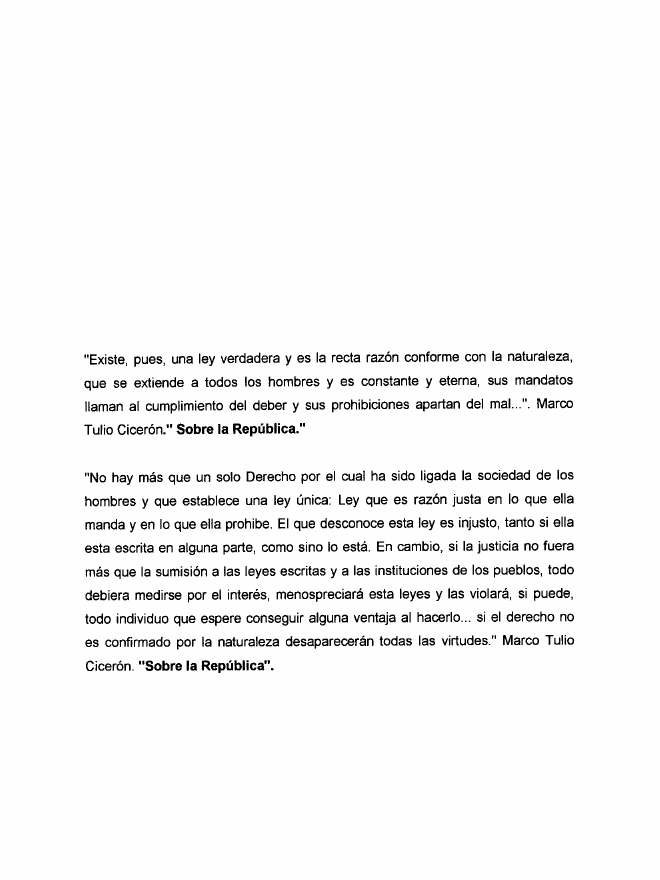 "Existe, pues, una ley verdadera y es la recta razón conforme con la naturaleza,
que se extiende a todos los hombres y es constante y eterna, sus mandatos
llaman al cumplimiento del deber y sus prohibiciones apartan del mal...". Marco
Tulio Cicerón." Sobre la República."
"No hay más que un solo Derecho por el cual ha sido ligada la sociedad de los
hombres y que establece una ley única: Ley que es razón justa en lo que ella
manda y en lo que ella prohibe. El que desconoce esta ley es injusto, tanto si ella
esta escrita en alguna parte, como sino lo está. En cambio, si la justicia no fuera
más que la sumisión a las leyes escritas y a las instituciones de los pueblos, todo
debiera medirse por el interés, menospreciará esta leyes y las violará, si puede,
todo individuo que espere conseguir alguna ventaja al hacerlo... si el derecho no
es confirmado por la naturaleza desaparecerán todas las virtudes." Marco Tulio
Cicerón. "Sobre la República".